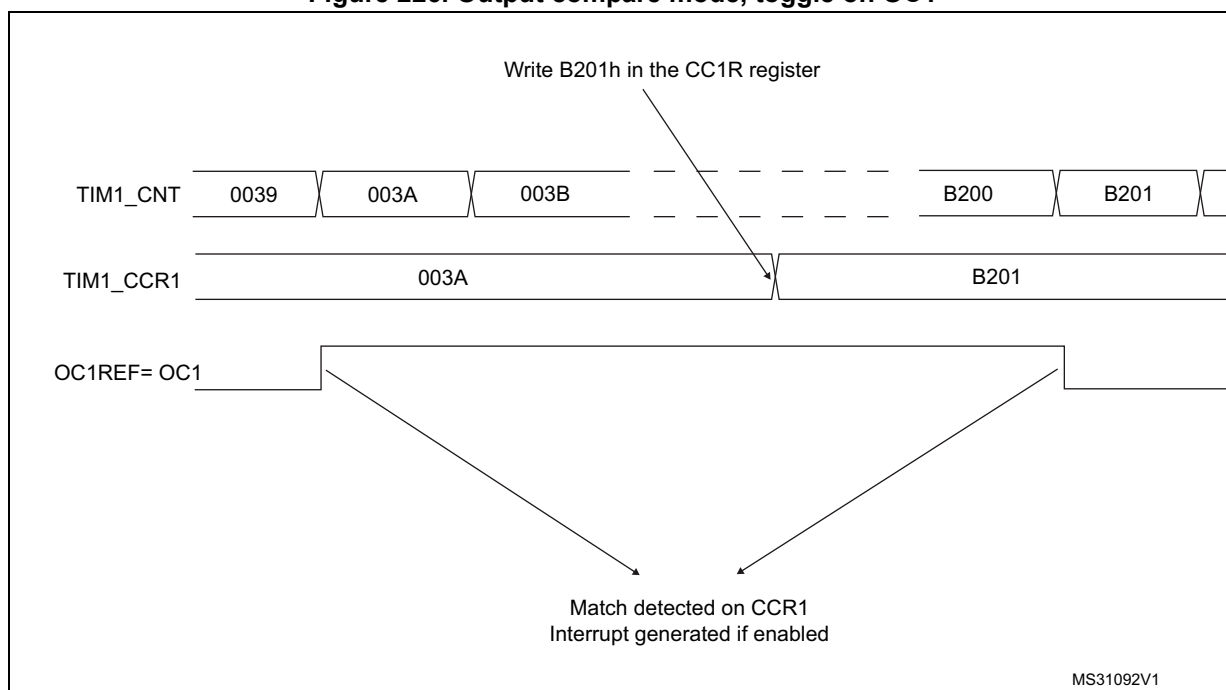 Write B201h in the CC1R register
TIM1_CNT 0039 003A 003B B200 B201
TIM1_CCR1 003A B201
OC1REF= OC1
Match detected on CCR1
Interrupt generated if enabled
MS31092V1